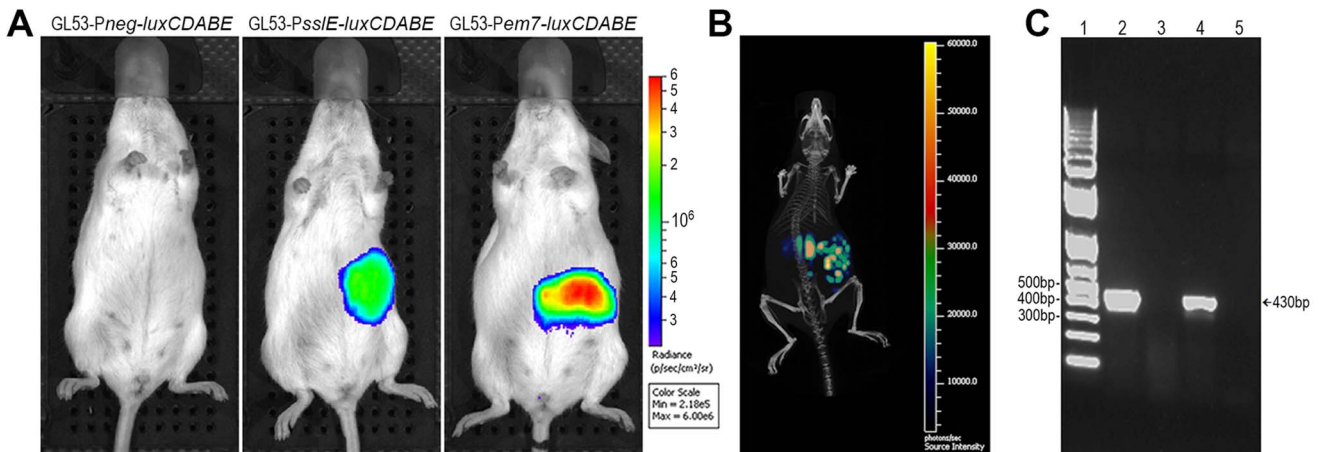 A
GL53-Pneg-luxCDABE
GL53-PsslE-luxCDABE
GL53-Pem7-luxCDABE
6
5
4
3
2
10⁶
6
5
4
3
Radiance
(p/sec/cm²/sr)
Color Scale
Min = 2.18e5
Max = 6.00e6
B
60000.0
50000.0
40000.0
30000.0
20000.0
10000.0
photons/sec
Source Intensity
C
1 2 3 4 5
500bp-
400bp-
300bp-
←430bp